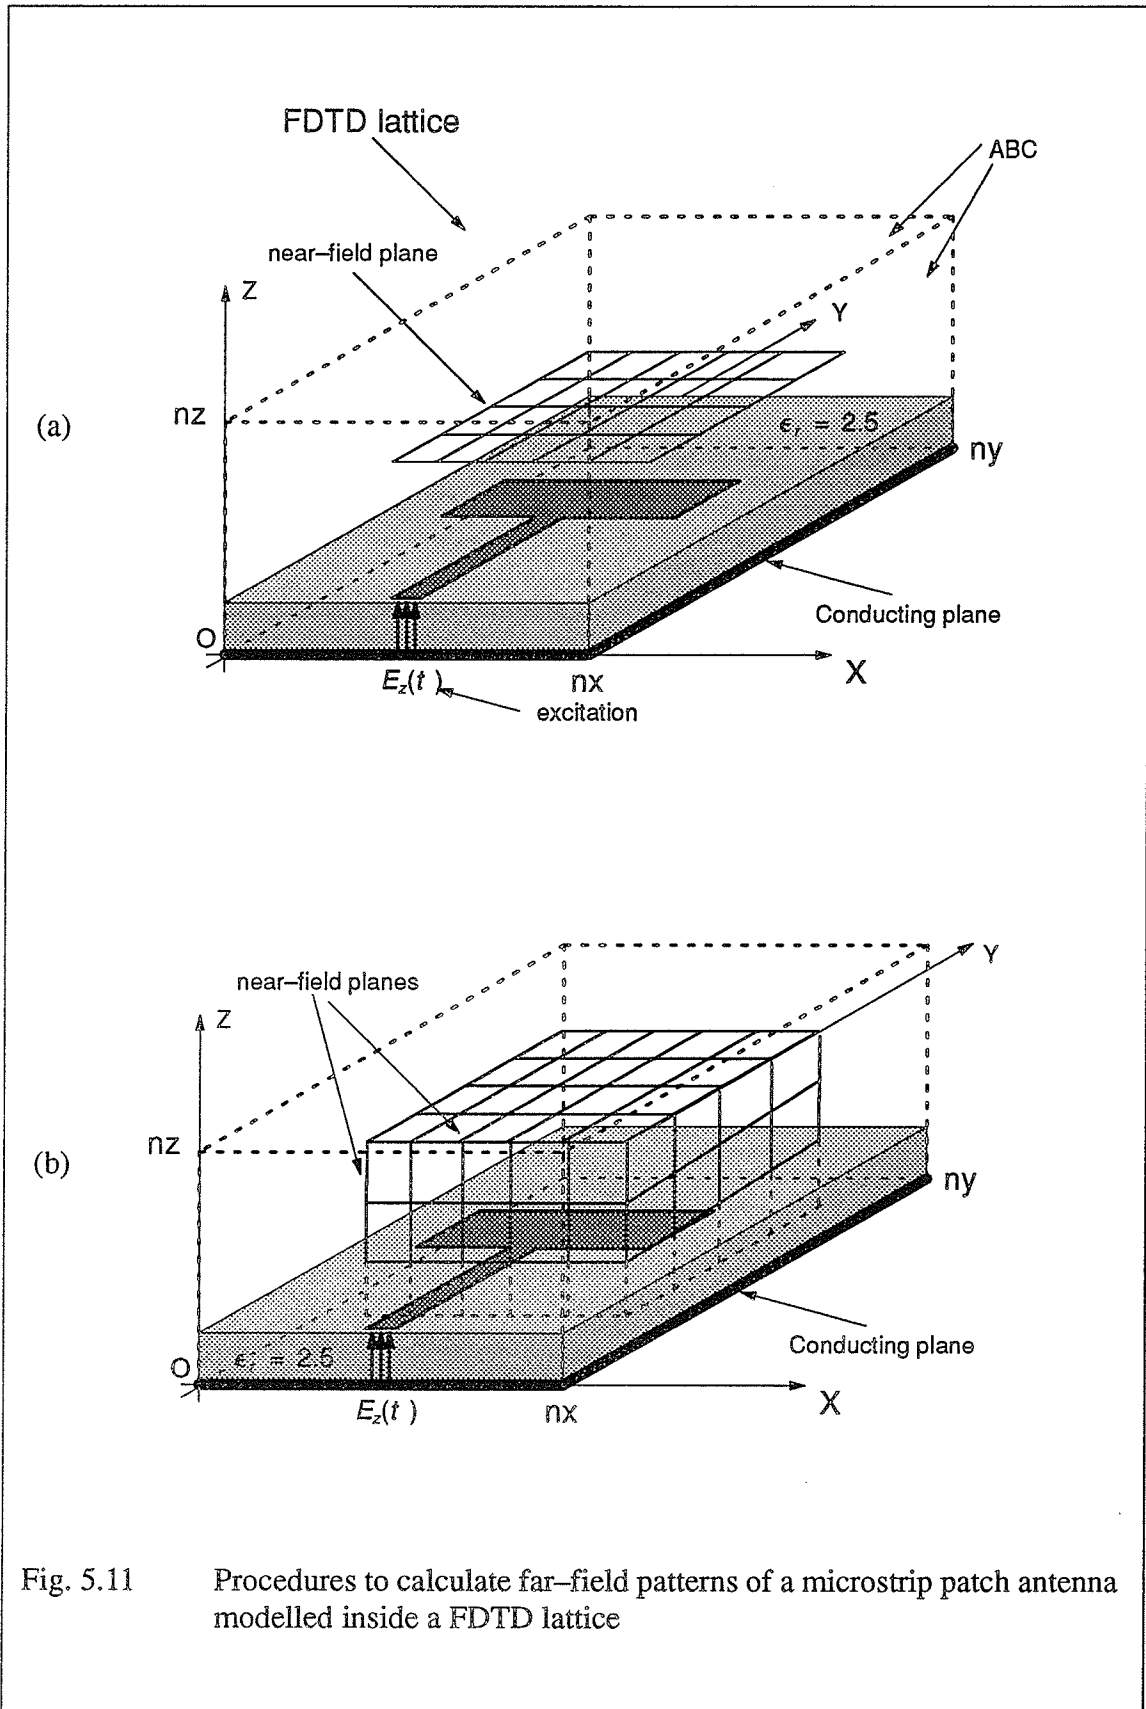 FDTD lattice
ABC
near–field plane
Z
Y
nz
(a)
ϵr = 2.5
ny
Conducting plane
O
X
Ez(t )
nx
excitation
near–field planes
Y
Z
nz
(b)
ny
Conducting plane
O
ϵr = 2.5
X
Ez(t )
nx
Fig. 5.11 Procedures to calculate far–field patterns of a microstrip patch antenna
modelled inside a FDTD lattice